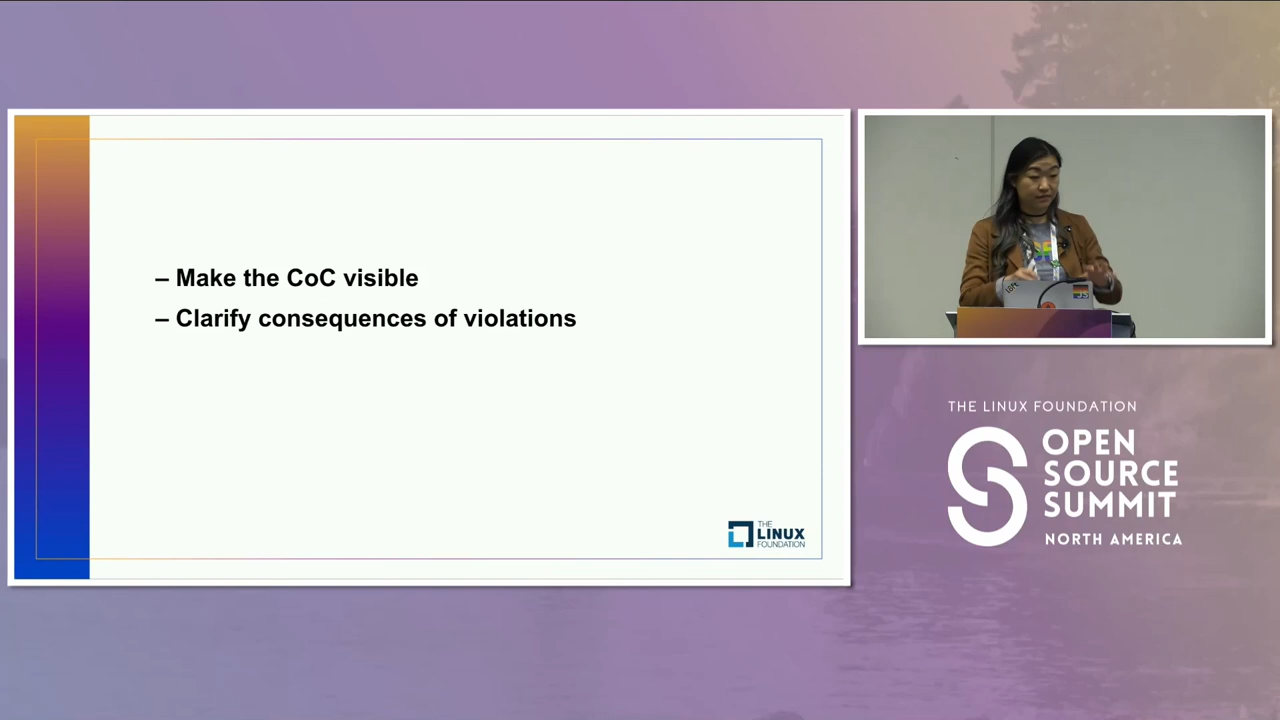 – Make the CoC visible
– Clarify consequences of violations
THE
LINUX
FOUNDATION
JS
THE LINUX FOUNDATION
OPEN
SOURCE
SUMMIT
NORTH AMERICA